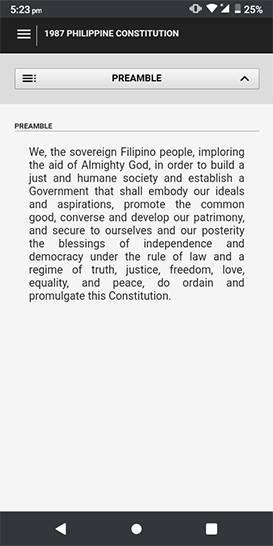 5:23 pm 25%
1987 PHILIPPINE CONSTITUTION
PREAMBLE
PREAMBLE
We, the sovereign Filipino people, imploring
the aid of Almighty God, in order to build a
just and humane society and establish a
Government that shall embody our ideals
and aspirations, promote the common
good, converse and develop our patrimony,
and secure to ourselves and our posterity
the blessings of independence and
democracy under the rule of law and a
regime of truth, justice, freedom, love,
equality, and peace, do ordain and
promulgate this Constitution.